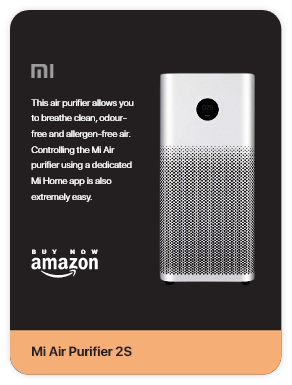 mi
This air purifier allows you
to breathe clean, odour-
free and allergen-free air.
Controlling the Mi Air
purifier using a dedicated
Mi Home app is also
extremely easy.
BUY NOW
amazon
Mi Air Purifier 2S